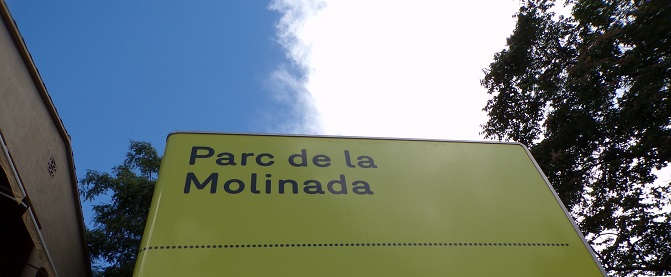 Parc de la
Molinada